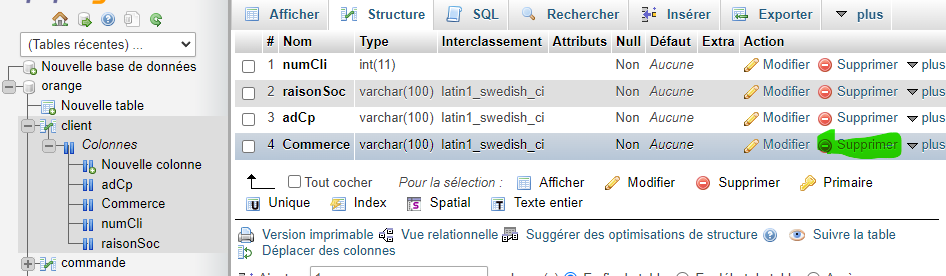 Afficher Structure SQL Rechercher Insérer Exporter plus
(Tables récentes) ...
Nouvelle base de données
orange
Nouvelle table
client
Colonnes
Nouvelle colonne
adCp
Commerce
numCli
raisonSoc
commande
# Nom Type Interclassement Attributs Null Défaut Extra Action
1 numCli int(11) Non Aucune Modifier Supprimer plus
2 raisonSoc varchar(100) latin1_swedish_ci Non Aucune Modifier Supprimer plus
3 adCp varchar(100) latin1_swedish_ci Non Aucune Modifier Supprimer plus
4 Commerce varchar(100) latin1_swedish_ci Non Aucune Modifier Supprimer plus
Tout cocher Pour la sélection : Afficher Modifier Supprimer Primaire
Unique Index Spatial Texte entier
Version imprimable Vue relationnelle Suggérer des optimisations de structure Suivre la table
Déplacer des colonnes